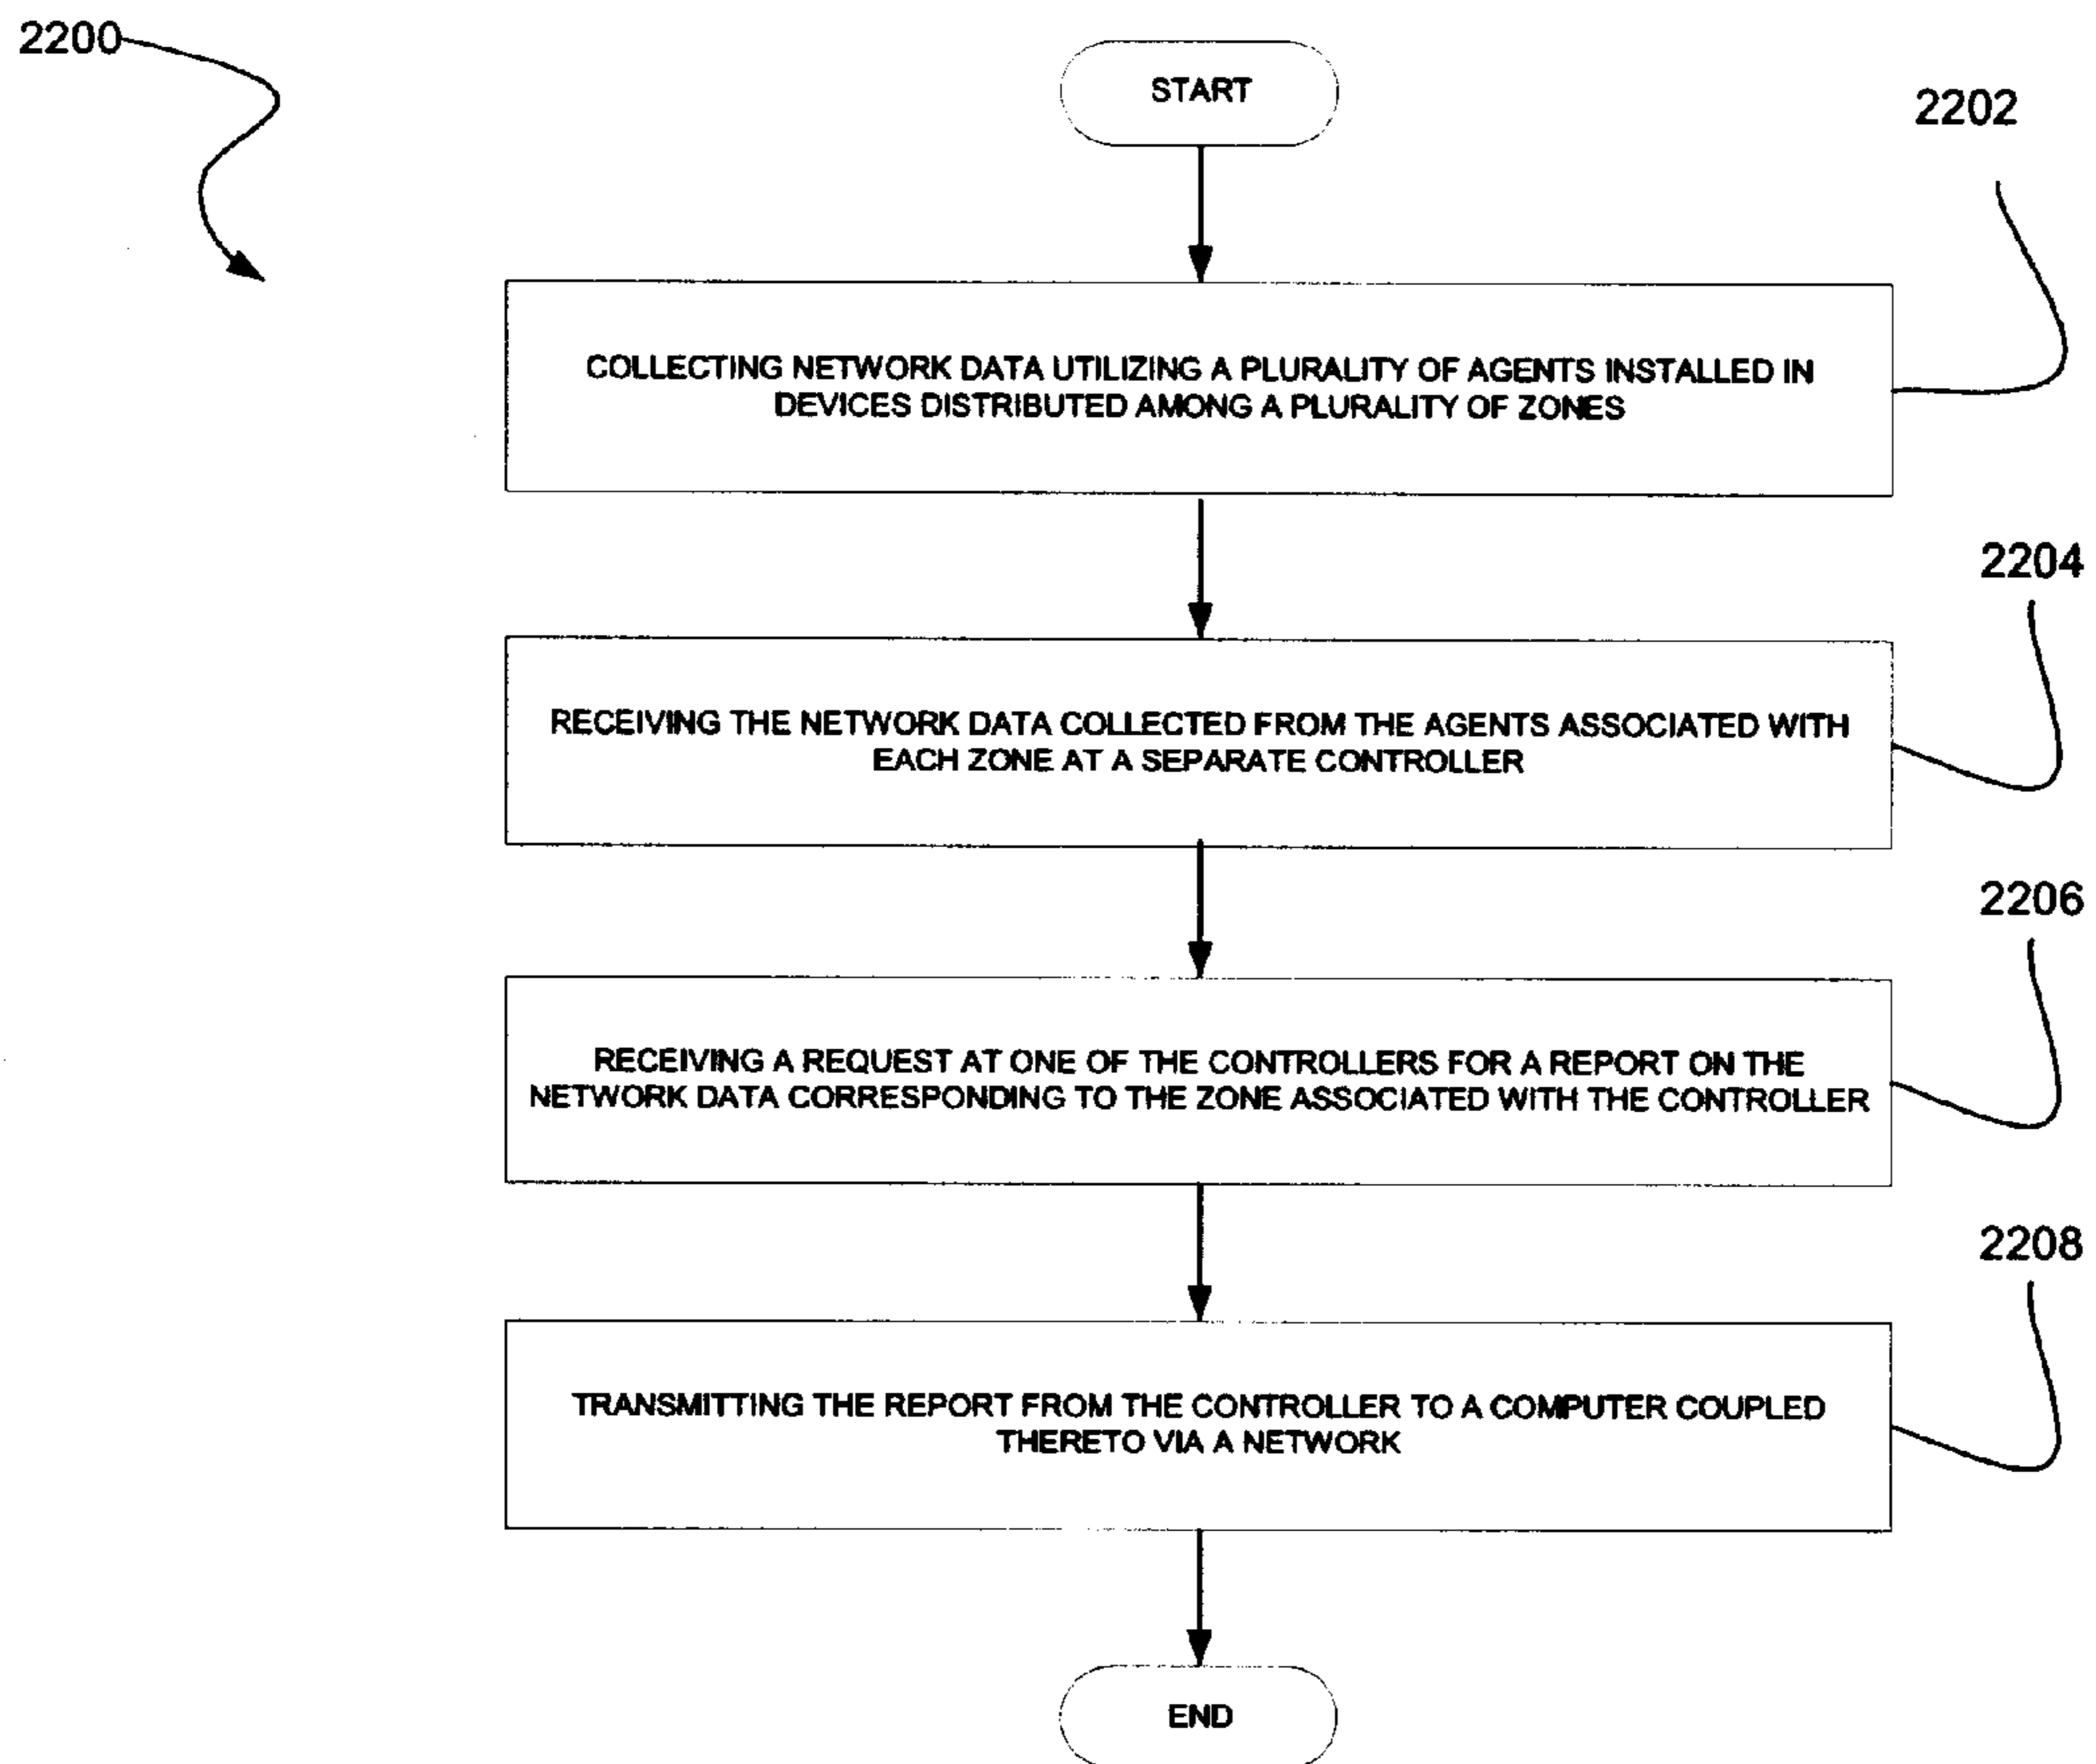 2200
START
2202
COLLECTING NETWORK DATA UTILIZING A PLURALITY OF AGENTS INSTALLED IN
DEVICES DISTRIBUTED AMONG A PLURALITY OF ZONES
2204
RECEIVING THE NETWORK DATA COLLECTED FROM THE AGENTS ASSOCIATED WITH
EACH ZONE AT A SEPARATE CONTROLLER
2206
RECEIVING A REQUEST AT ONE OF THE CONTROLLERS FOR A REPORT ON THE
NETWORK DATA CORRESPONDING TO THE ZONE ASSOCIATED WITH THE CONTROLLER
2208
TRANSMITTING THE REPORT FROM THE CONTROLLER TO A COMPUTER COUPLED
THERETO VIA A NETWORK
END